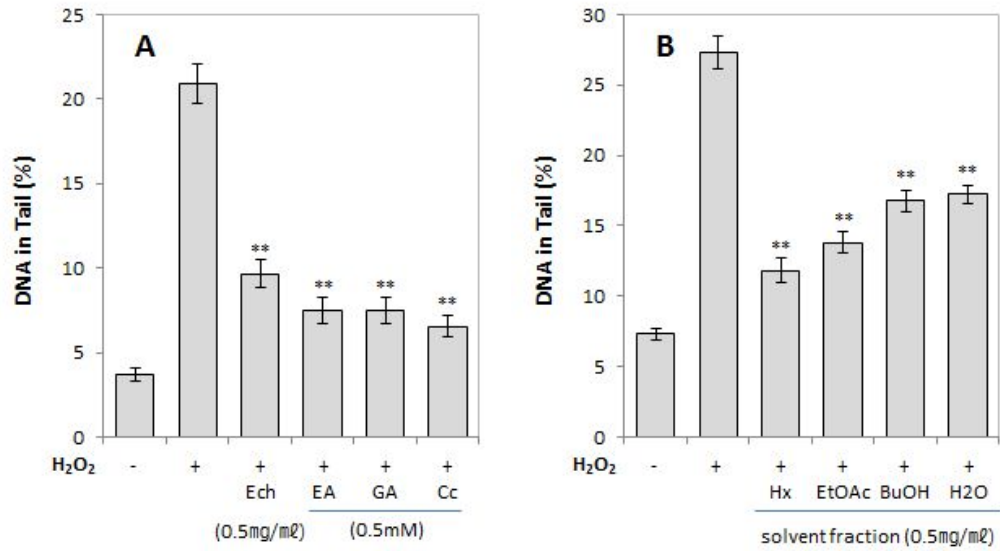 A
DNA in Tail (%)
25
20
15
10
5
0
** ** ** **
H₂O₂ - + + + + +
Ech EA GA Cc
(0.5㎎/㎖) (0.5mM)
B
DNA in Tail (%)
30
25
20
15
10
5
0
** ** ** **
H₂O₂ - + + + + +
Hx EtOAc BuOH H2O
solvent fraction (0.5㎎/㎖)